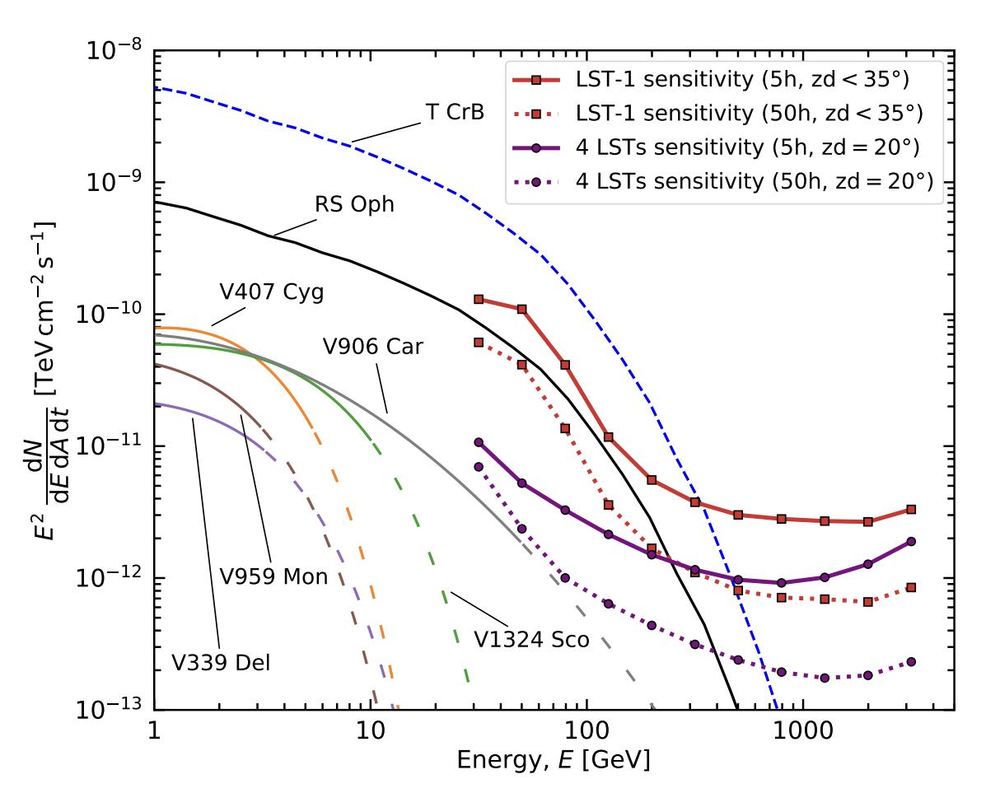 10⁻⁸
10⁻⁹
10⁻¹⁰
10⁻¹¹
10⁻¹²
10⁻¹³
E² dN/dE dA dt [TeV cm⁻² s⁻¹]
LST-1 sensitivity (5h, zd < 35°)
LST-1 sensitivity (50h, zd < 35°)
4 LSTs sensitivity (5h, zd = 20°)
4 LSTs sensitivity (50h, zd = 20°)
T CrB
RS Oph
V407 Cyg
V906 Car
V959 Mon
V1324 Sco
V339 Del
1 10 100 1000
Energy, E [GeV]